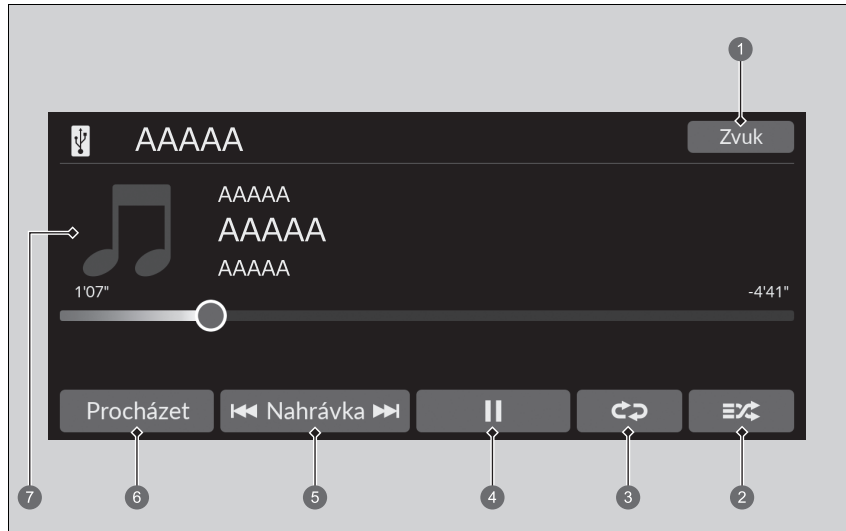 1
AAAAA
Zvuk
AAAAA
AAAAA
AAAAA
7
1'07"
-4'41"
Procházet
Nahrávka
6
5
4
3
2